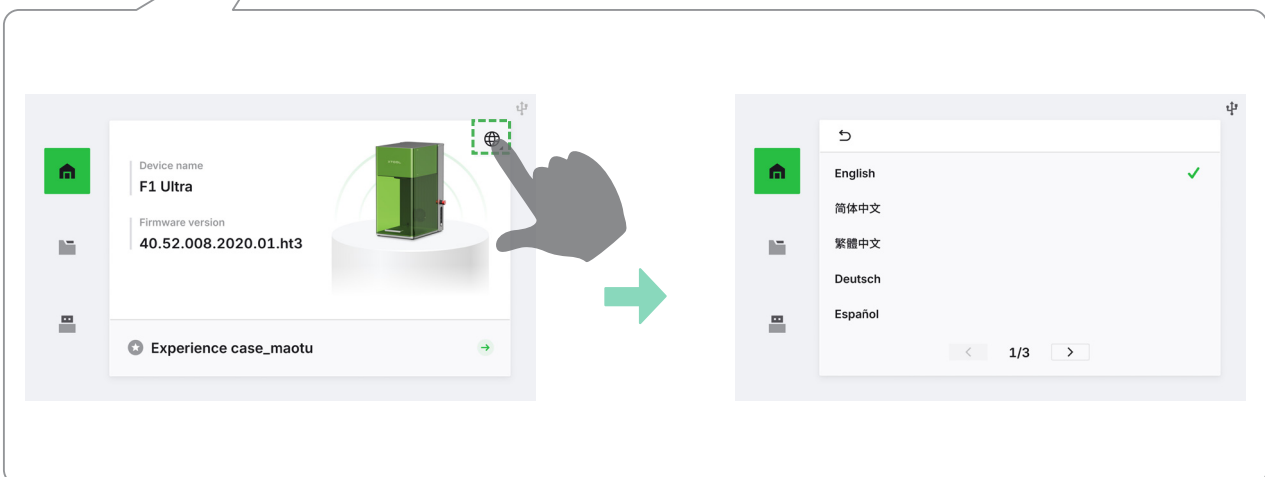 Device name
F1 Ultra
Firmware version
40.52.008.2020.01.ht3
Experience case_maotu
English
简体中文
繁體中文
Deutsch
Español
1/3